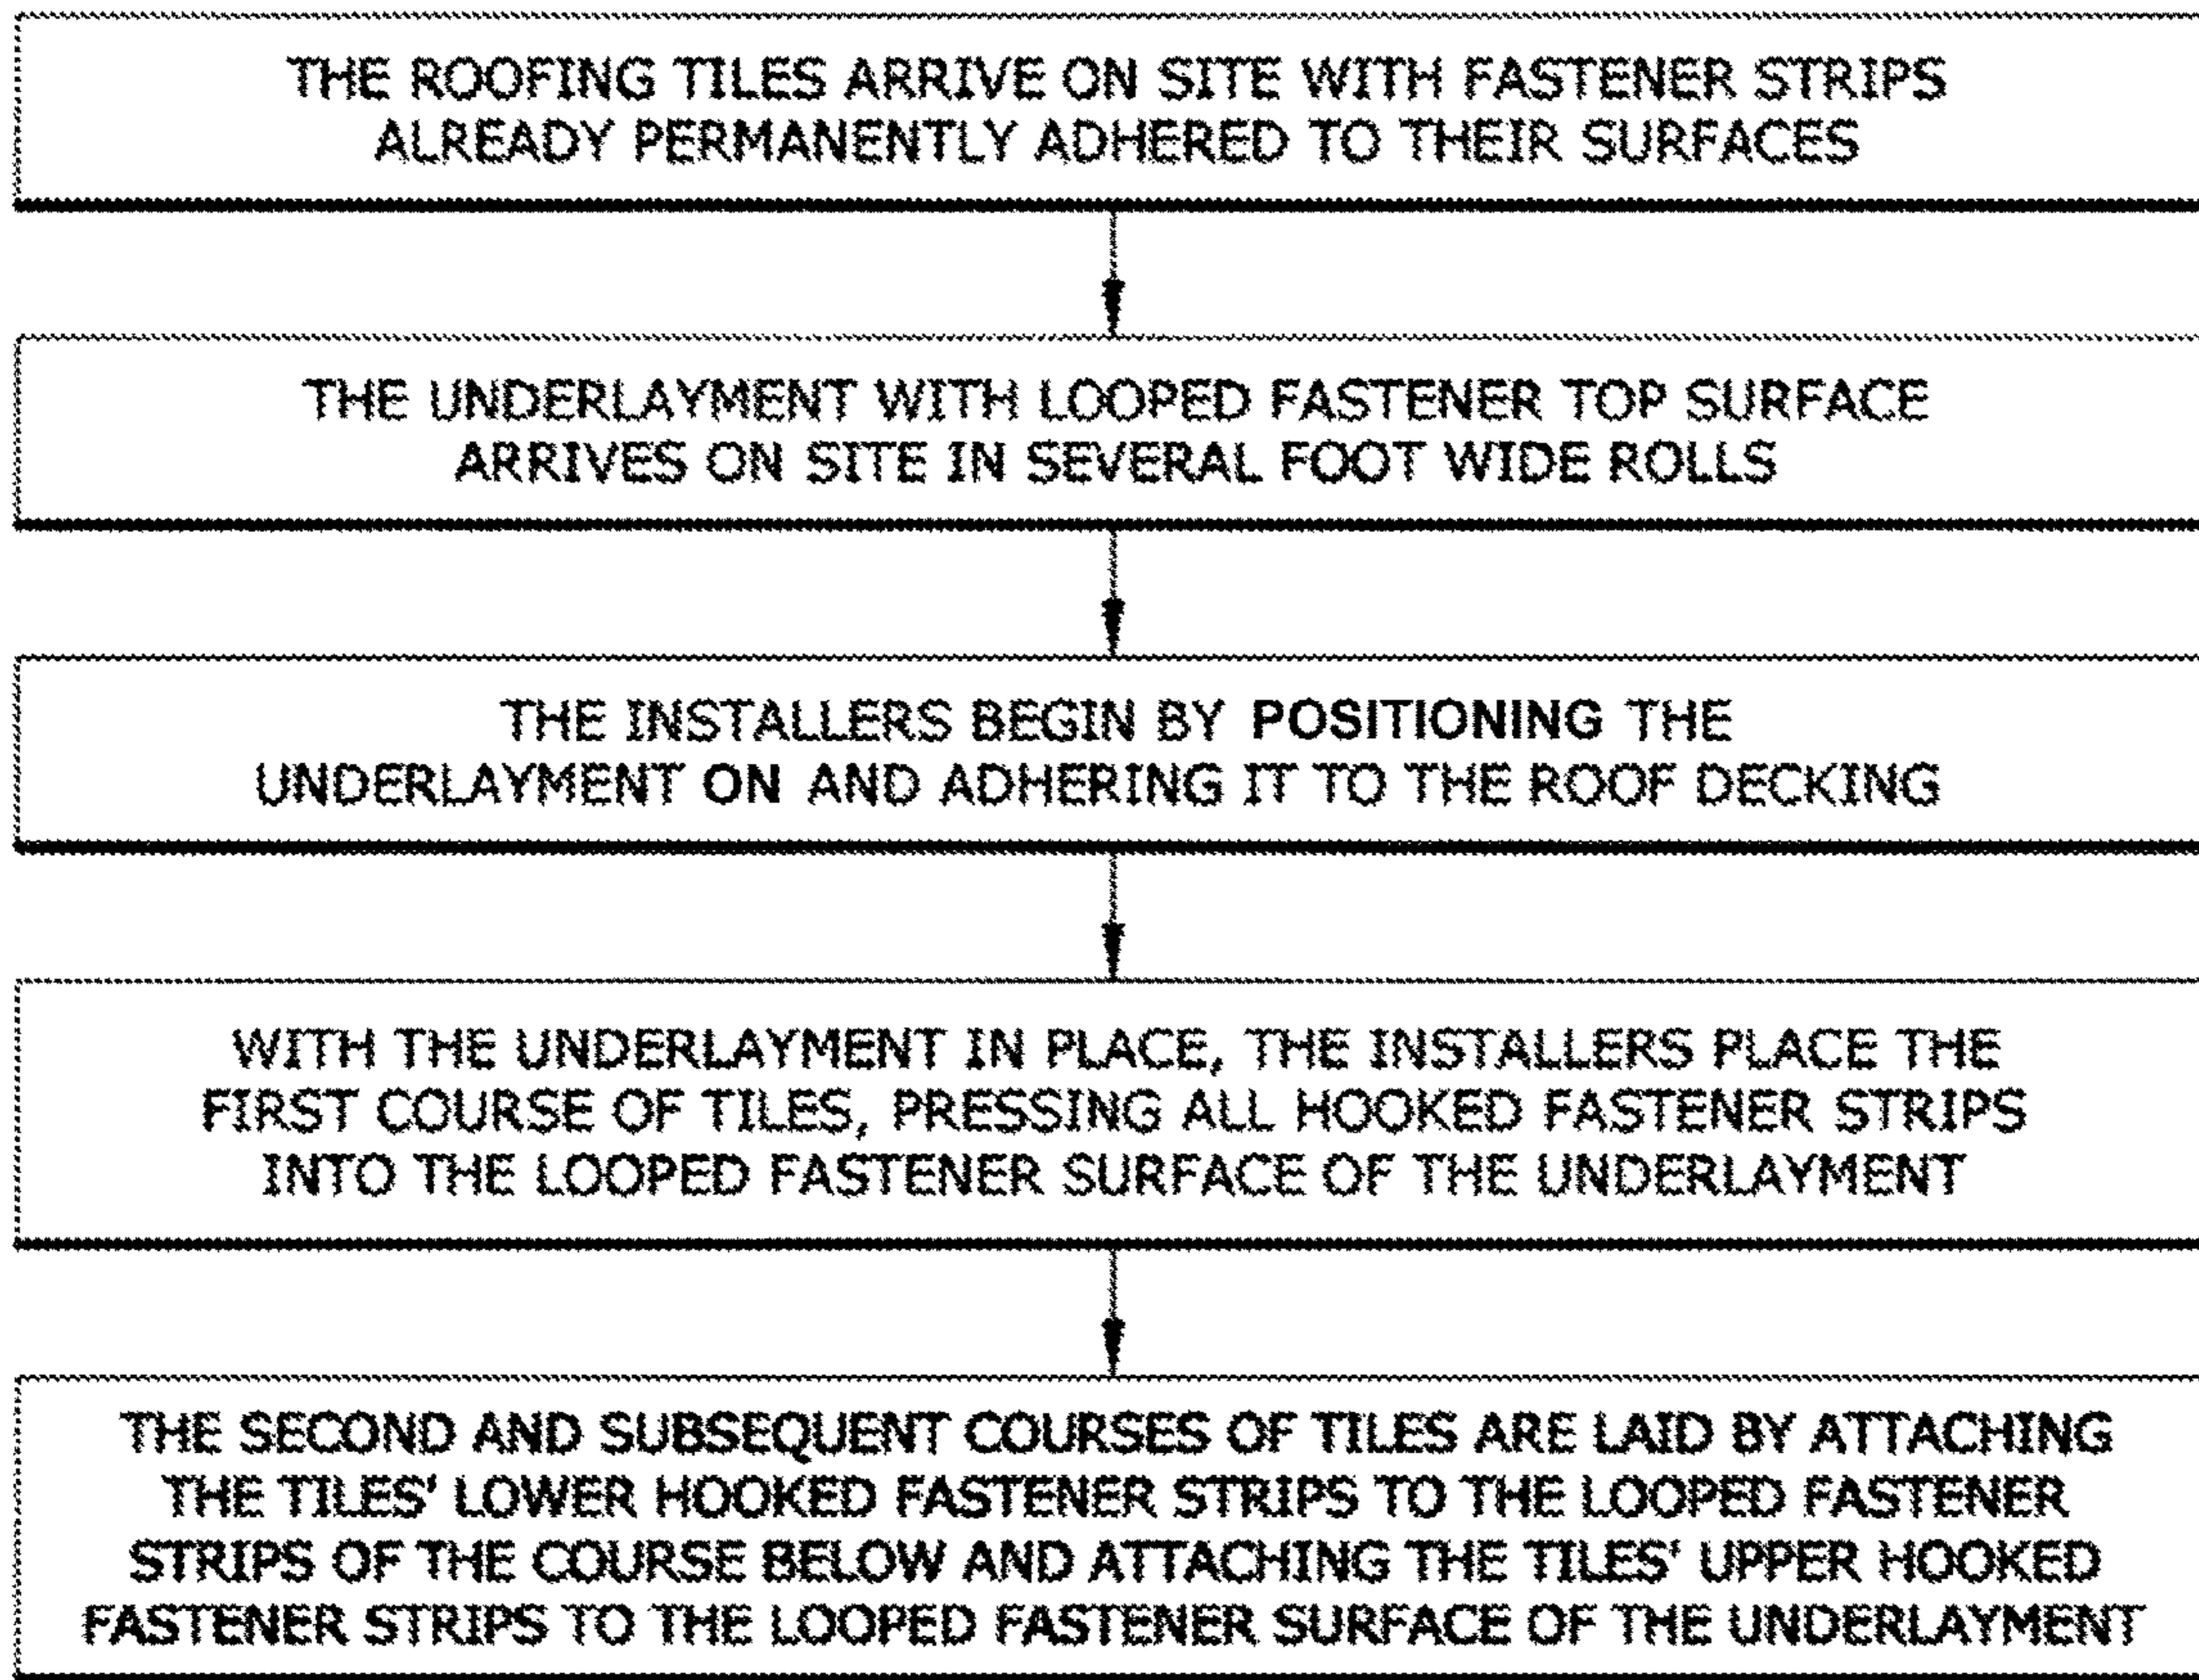 THE ROOFING TILES ARRIVE ON SITE WITH FASTENER STRIPS
ALREADY PERMANENTLY ADHERED TO THEIR SURFACES
THE UNDERLAYMENT WITH LOOPED FASTENER TOP SURFACE
ARRIVES ON SITE IN SEVERAL FOOT WIDE ROLLS
THE INSTALLERS BEGIN BY POSITIONING THE
UNDERLAYMENT ON AND ADHERING IT TO THE ROOF DECKING
WITH THE UNDERLAYMENT IN PLACE, THE INSTALLERS PLACE THE
FIRST COURSE OF TILES, PRESSING ALL HOOKED FASTENER STRIPS
INTO THE LOOPED FASTENER SURFACE OF THE UNDERLAYMENT
THE SECOND AND SUBSEQUENT COURSES OF TILES ARE LAID BY ATTACHING
THE TILES' LOWER HOOKED FASTENER STRIPS TO THE LOOPED FASTENER
STRIPS OF THE COURSE BELOW AND ATTACHING THE TILES' UPPER HOOKED
FASTENER STRIPS TO THE LOOPED FASTENER SURFACE OF THE UNDERLAYMENT